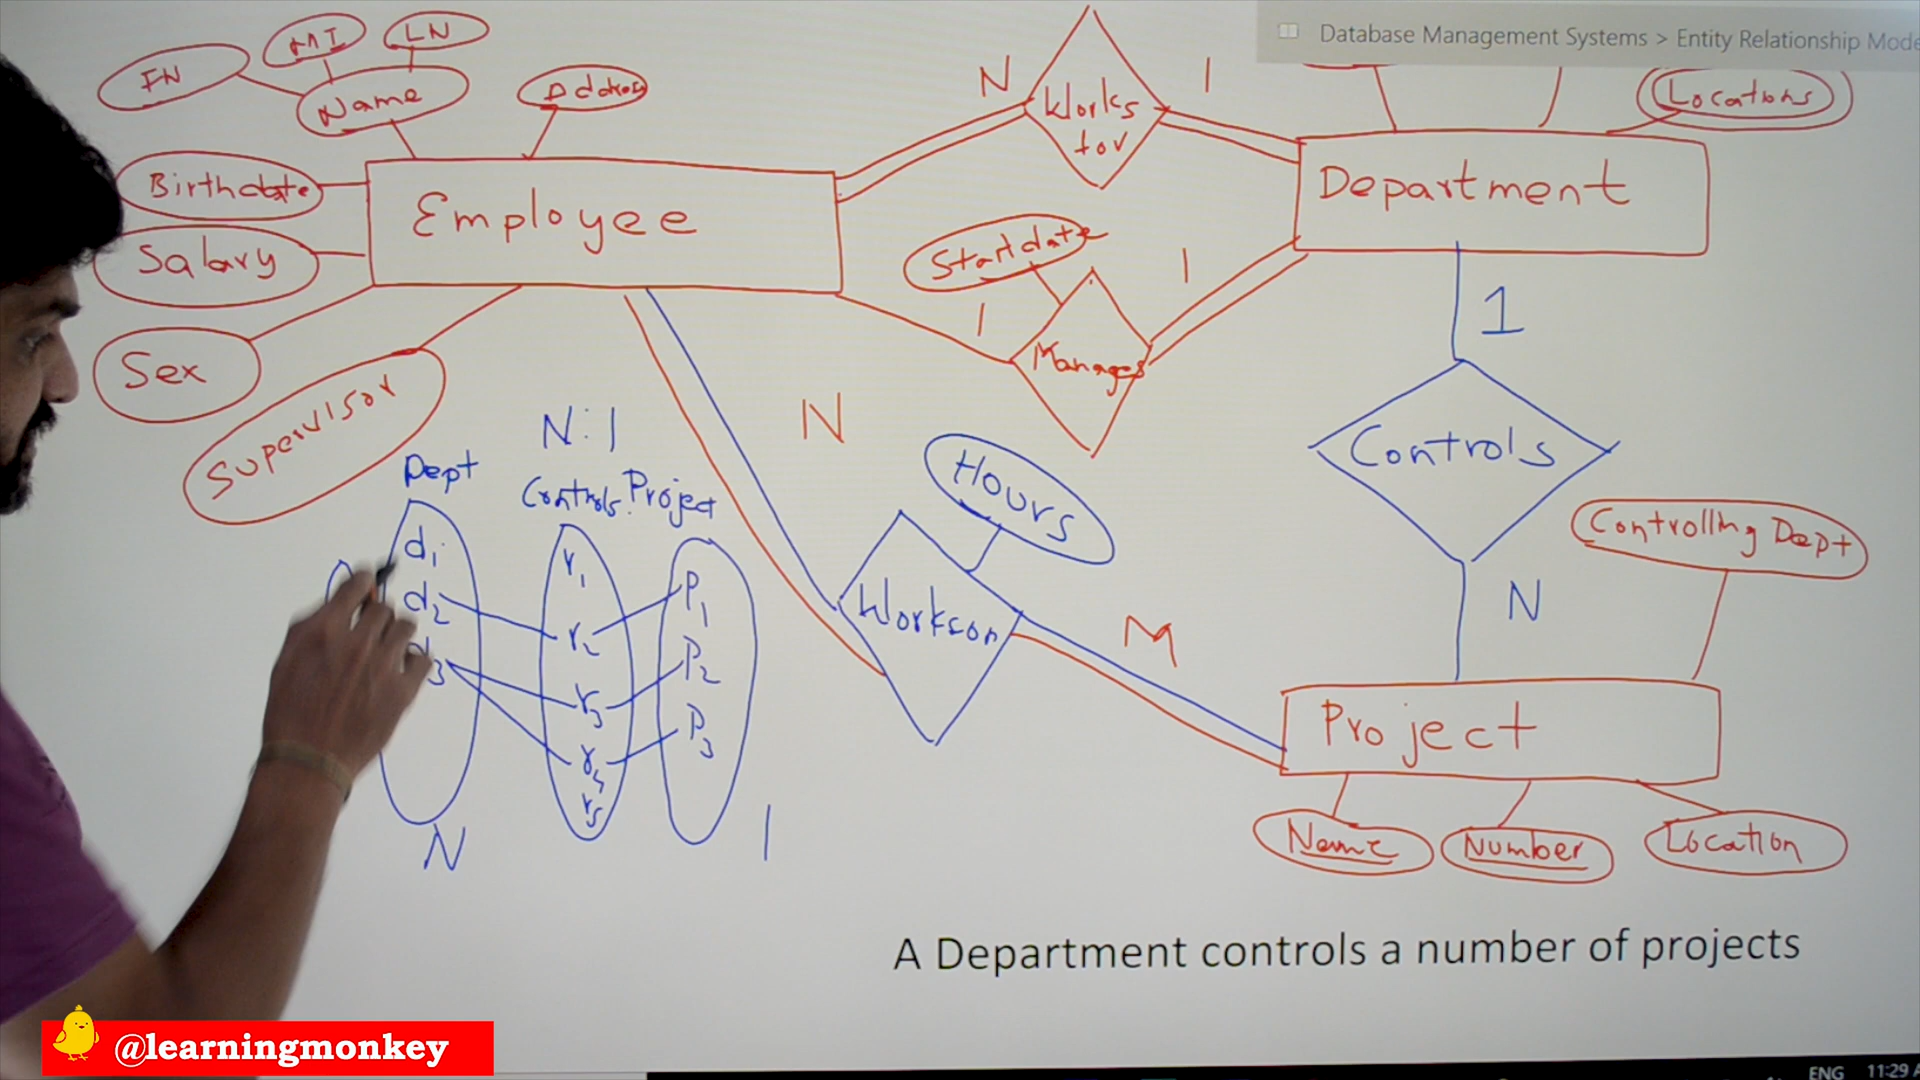 Database Management Systems > Entity Relationship Mode
FN
MI
LN
Name
Address
Birthdate
Salary
Sex
Supervisor
Employee
N
Works
for
1
Locations
Department
Startdate
1
1
Manages
1
Controls
N
Controlling Dept
N
Hours
Workson
M
Project
Name
Number
Location
N:1
Dept
Controls
Project
d1
d2
d3
r1
r2
r3
r4
r5
P1
P2
P3
N
1
A Department controls a number of projects
@learningmonkey
ENG
11:29 A